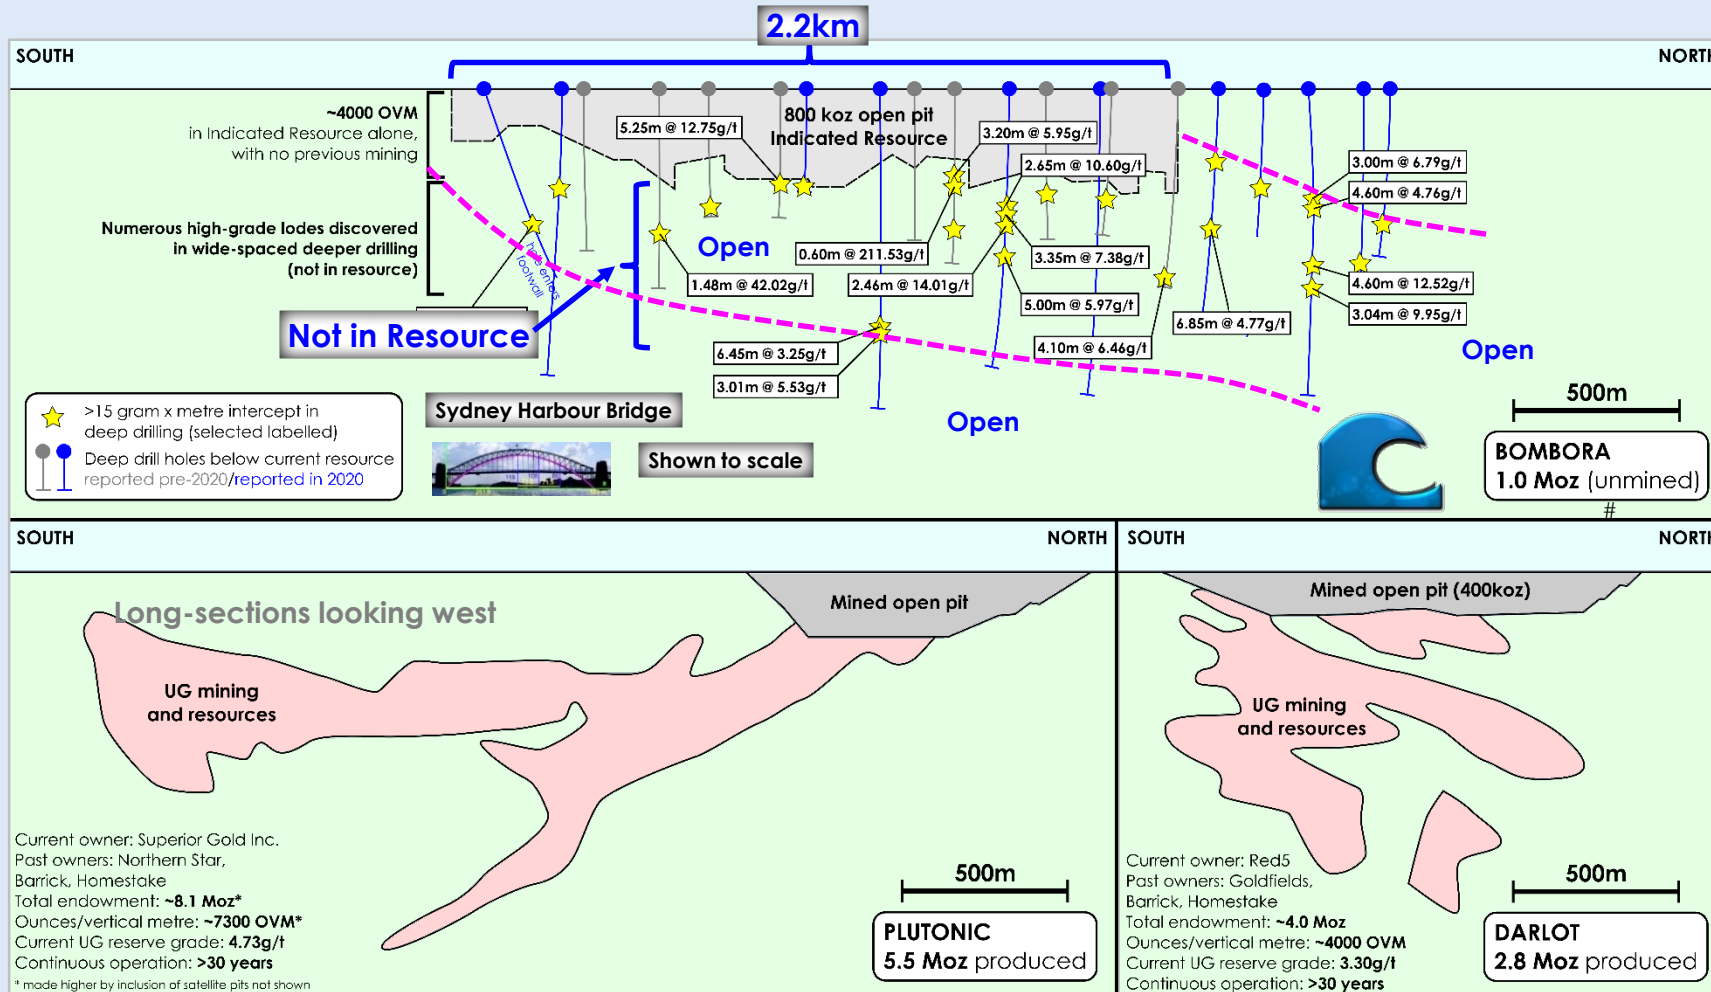 2.2km
SOUTH
NORTH
~4000 OVM
in Indicated Resource alone,
with no previous mining
800 koz open pit
Indicated Resource
5.25m @ 12.75g/t
3.20m @ 5.95g/t
2.65m @ 10.60g/t
3.00m @ 6.79g/t
4.60m @ 4.76g/t
Numerous high-grade lodes discovered
in wide-spaced deeper drilling
(not in resource)
hole enters
footwall
Open
0.60m @ 211.53g/t
3.35m @ 7.38g/t
1.48m @ 42.02g/t
2.46m @ 14.01g/t
4.60m @ 12.52g/t
5.00m @ 5.97g/t
3.04m @ 9.95g/t
6.85m @ 4.77g/t
Not in Resource
6.45m @ 3.25g/t
4.10m @ 6.46g/t
Open
3.01m @ 5.53g/t
Open
>15 gram x metre intercept in
deep drilling (selected labelled)
Deep drill holes below current resource
reported pre-2020/reported in 2020
Sydney Harbour Bridge
Shown to scale
500m
BOMBORA
1.0 Moz (unmined)
#
SOUTH
NORTH
Mined open pit
Long-sections looking west
UG mining
and resources
Current owner: Superior Gold Inc.
Past owners: Northern Star,
Barrick, Homestake
Total endowment: ~8.1 Moz*
Ounces/vertical metre: ~7300 OVM*
Current UG reserve grade: 4.73g/t
Continuous operation: >30 years
* made higher by inclusion of satellite pits not shown
500m
PLUTONIC
5.5 Moz produced
SOUTH
NORTH
Mined open pit (400koz)
UG mining
and resources
Current owner: Red5
Past owners: Goldfields,
Barrick, Homestake
Total endowment: ~4.0 Moz
Ounces/vertical metre: ~4000 OVM
Current UG reserve grade: 3.30g/t
Continuous operation: >30 years
500m
DARLOT
2.8 Moz produced